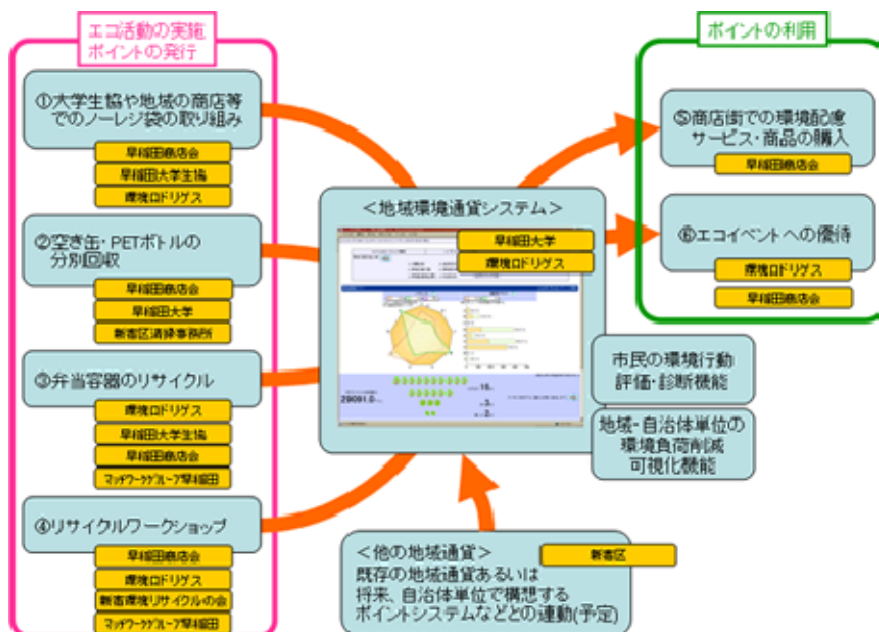 エコ活動の実施
ポイントの発行
①大学生協や地域の商店等
でのノーレジ袋の取り組み
早稲田商店会
早稲田大学生協
環境ロドリゲス
②空き缶・PETボトルの
分別回収
早稲田商店会
早稲田大学
新宿区清掃事務所
③弁当容器のリサイクル
環境ロドリゲス
早稲田大学生協
早稲田商店会
マッチワークグループ早稲田
④リサイクルワークショップ
早稲田商店会
環境ロドリゲス
新宿環境リサイクルの会
マッチワークグループ早稲田
<地域環境通貨システム>
早稲田大学
環境ロドリゲス
29091.0
市民の環境行動
評価・診断機能
地域・自治体単位の
環境負荷削減
可視化機能
<他の地域通貨>
新宿区
既存の地域通貨あるいは
将来、自治体単位で構想する
ポイントシステムなどとの連動(予定)
ポイントの利用
⑤商店街での環境配慮
サービス・商品の購入
早稲田商店会
⑥エコイベントへの優待
環境ロドリゲス
早稲田商店会